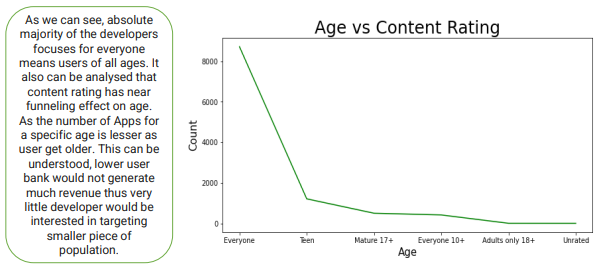 As we can see, absolute
majority of the developers
focuses for everyone
means users of all ages. It
also can be analysed that
content rating has near
funneling effect on age.
As the number of Apps for
a specific age is lesser as
user get older. This can be
understood, lower user
bank would not generate
much revenue thus very
little developer would be
interested in targeting
smaller piece of
population.
Age vs Content Rating
Count
8000
6000
4000
2000
0
Everyone Teen Mature 17+ Everyone 10+ Adults only 18+ Unrated
Age